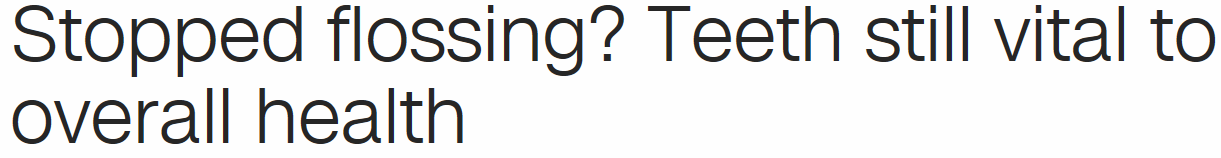 Stopped flossing? Teeth still vital to
overall health